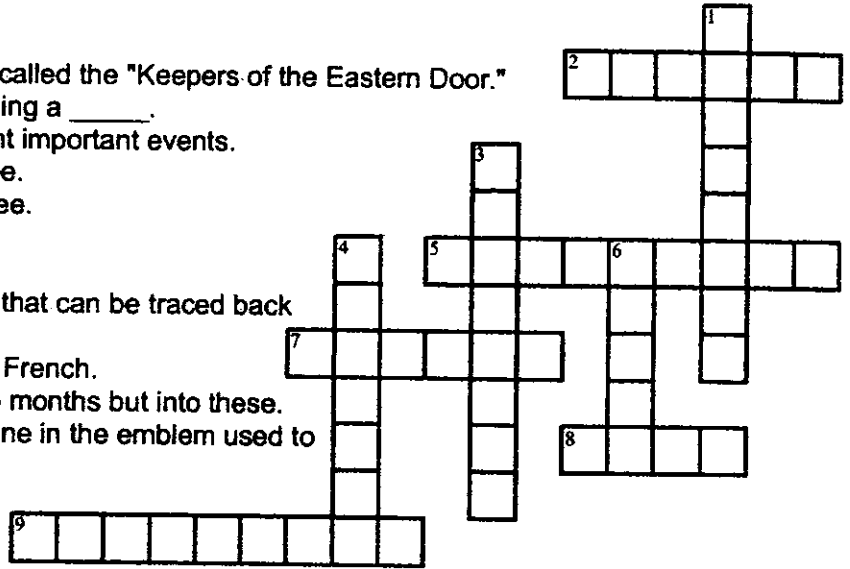 called the "Keepers of the Eastern Door."
ing a _____.
nt important events.
e.
ee.
that can be traced back
French.
months but into these.
ne in the emblem used to
1
2
3
4
5
6
7
8
9